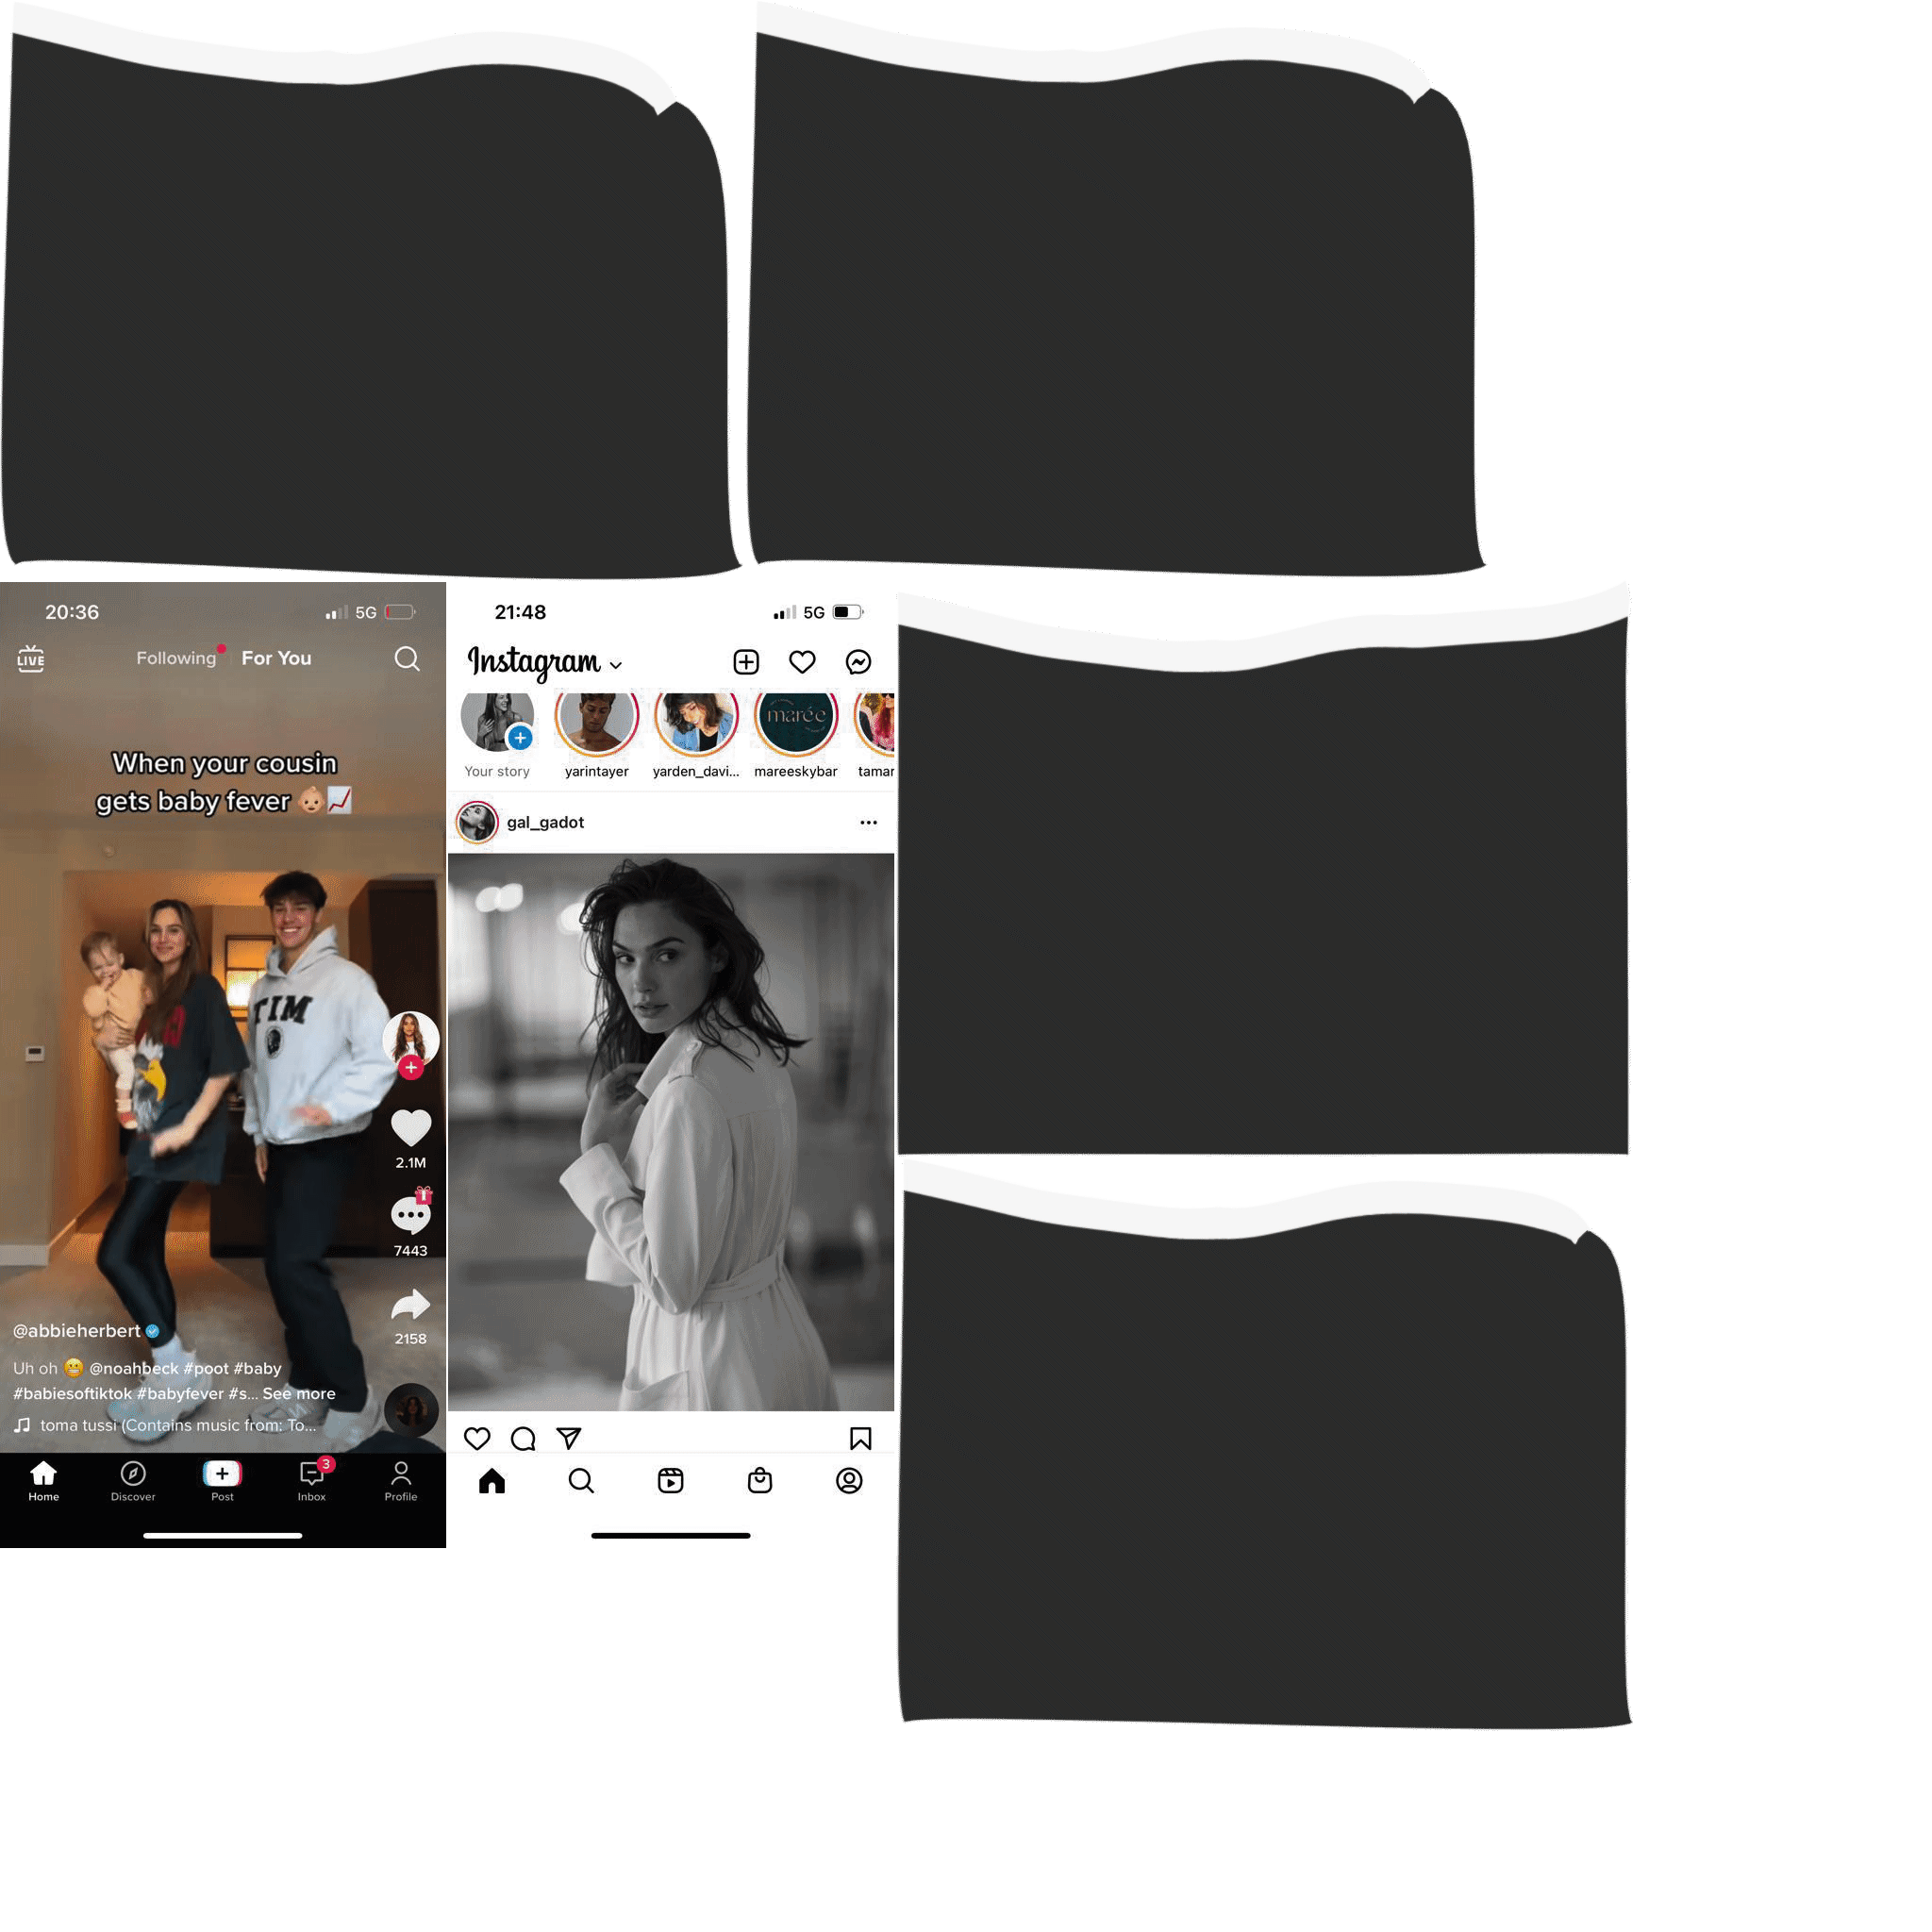 20:36
5G
LIVE
Following For You
When your cousin
gets baby fever 👶🏼📈
TIM
2.1M
7443
2158
@abbieherbert
Uh oh 😬 @noahbeck #poot #baby
#babiesoftiktok #babyfever #s... See more
toma tussi (Contains music from: To...
3
Home Discover Post Inbox Profile
21:48
5G
Instagram
marée
Your story yarintayer yarden_davi... mareeskybar tamar
gal_gadot